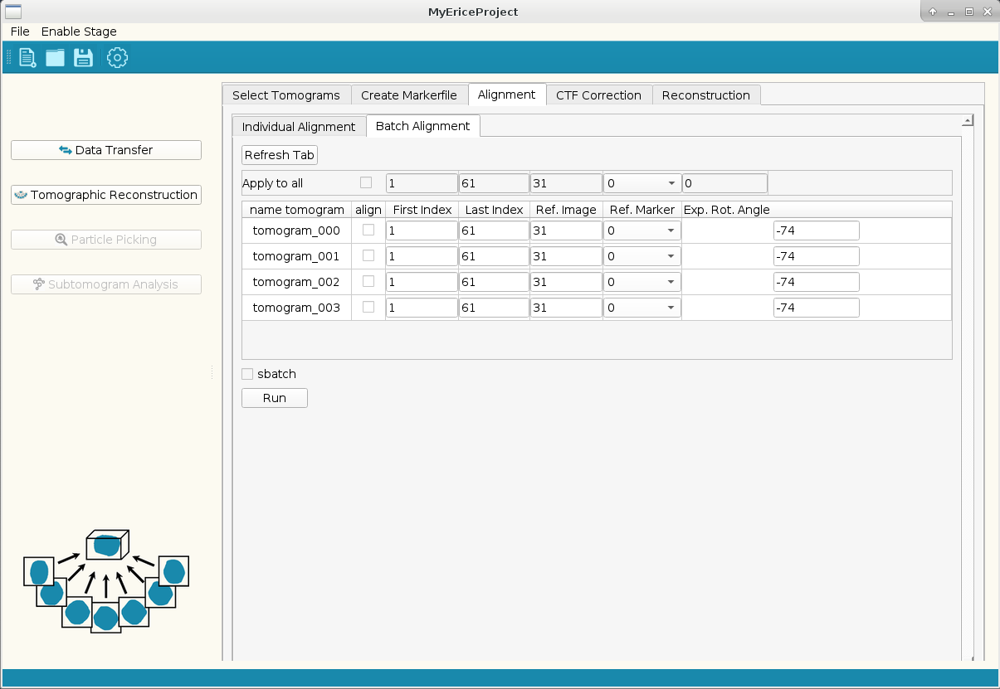 MyEriceProject
File Enable Stage
Select Tomograms Create Markerfile Alignment CTF Correction Reconstruction
Individual Alignment Batch Alignment
Data Transfer
Tomographic Reconstruction
Particle Picking
Subtomogram Analysis
Refresh Tab
Apply to all 1 61 31 0 0
name tomogram align First Index Last Index Ref. Image Ref. Marker Exp. Rot. Angle
tomogram_000 1 61 31 0 -74
tomogram_001 1 61 31 0 -74
tomogram_002 1 61 31 0 -74
tomogram_003 1 61 31 0 -74
sbatch
Run